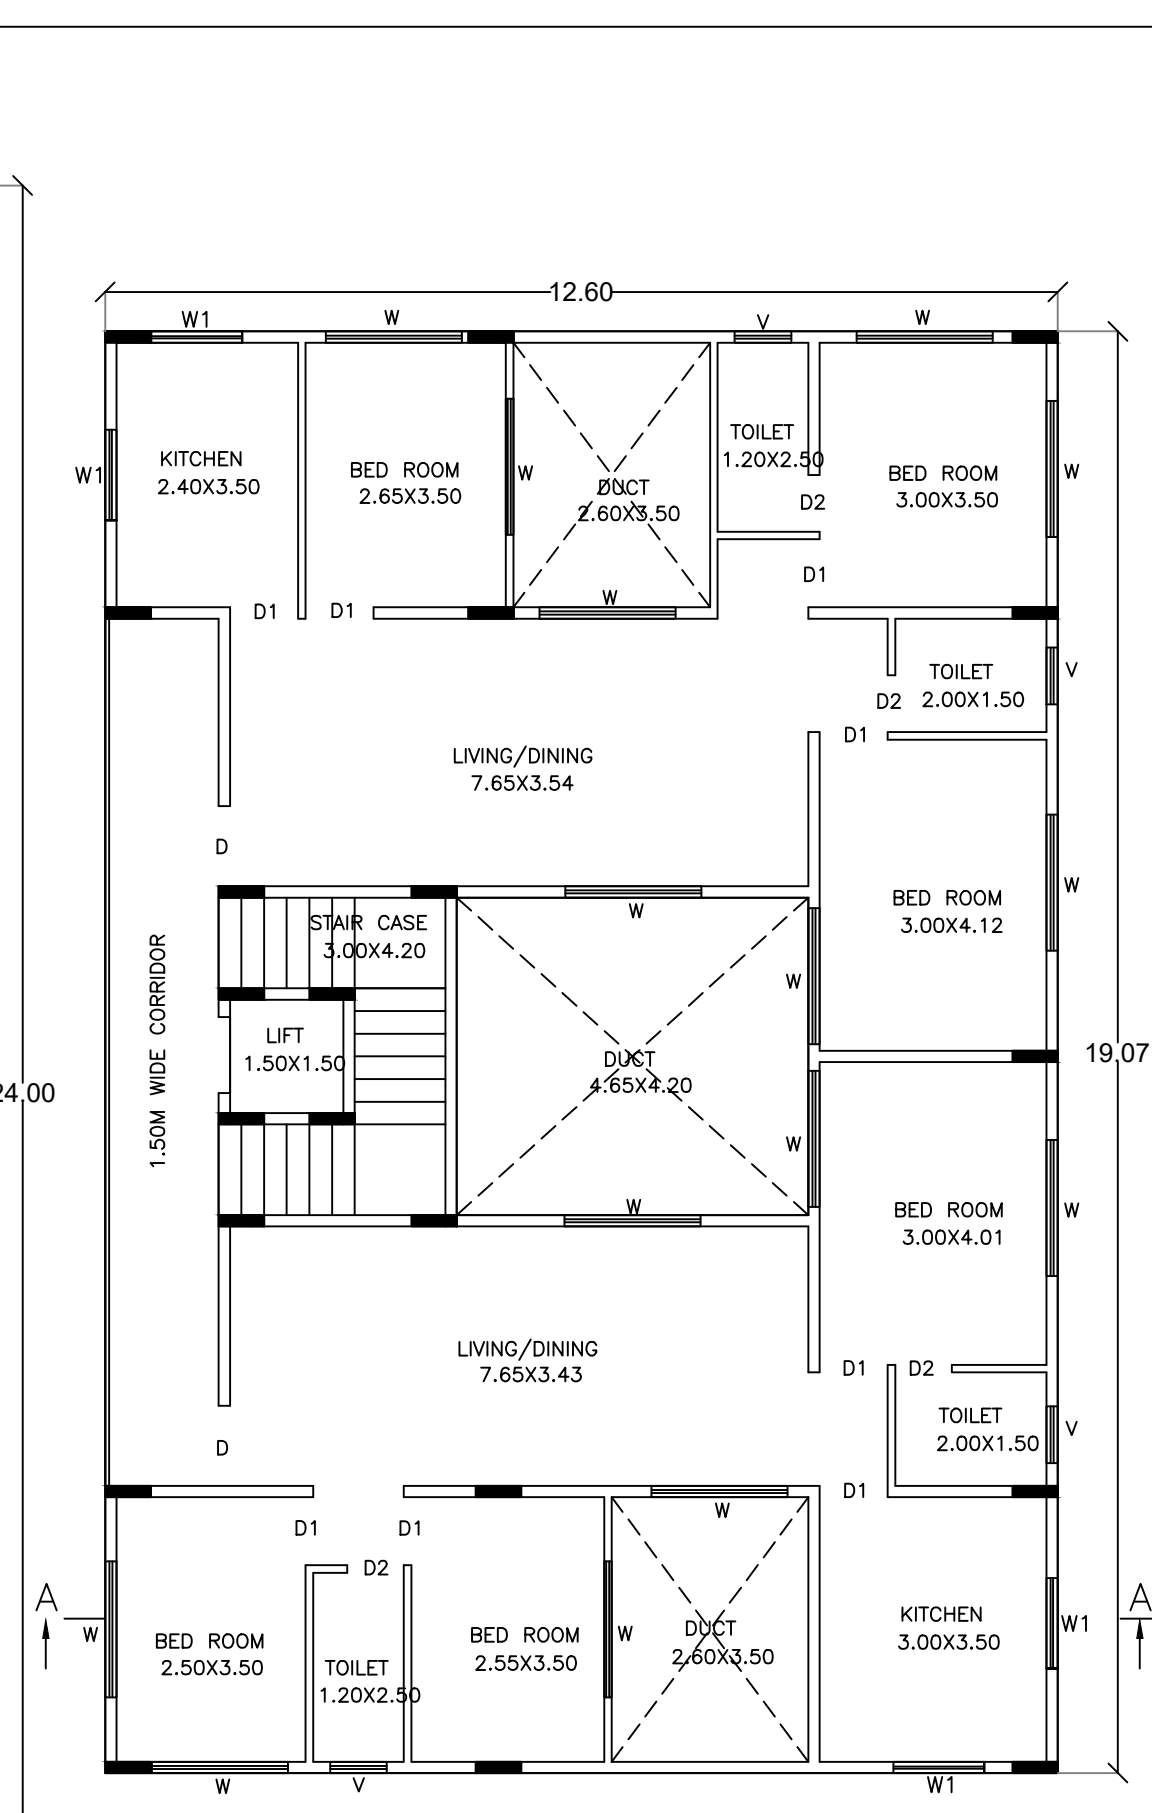 12.60
W1
W
V
W
KITCHEN
2.40X3.50
W1
BED ROOM
2.65X3.50
W
DUCT
2.60X3.50
W
TOILET
1.20X2.50
D2
BED ROOM
3.00X3.50
W
D1
D1
D1
TOILET
2.00X1.50
V
D2
D1
LIVING/DINING
7.65X3.54
D
W
STAIR CASE
3.00X4.20
W
BED ROOM
3.00X4.12
W
1.50M WIDE CORRIDOR
LIFT
1.50X1.50
DUCT
4.65X4.20
19.07
24.00
W
W
BED ROOM
3.00X4.01
W
LIVING/DINING
7.65X3.43
D1
D2
TOILET
2.00X1.50
V
D
D1
W
D1
D1
D2
A
W
BED ROOM
2.50X3.50
TOILET
1.20X2.50
BED ROOM
2.55X3.50
W
DUCT
2.60X3.50
KITCHEN
3.00X3.50
W1
A
W
V
W1